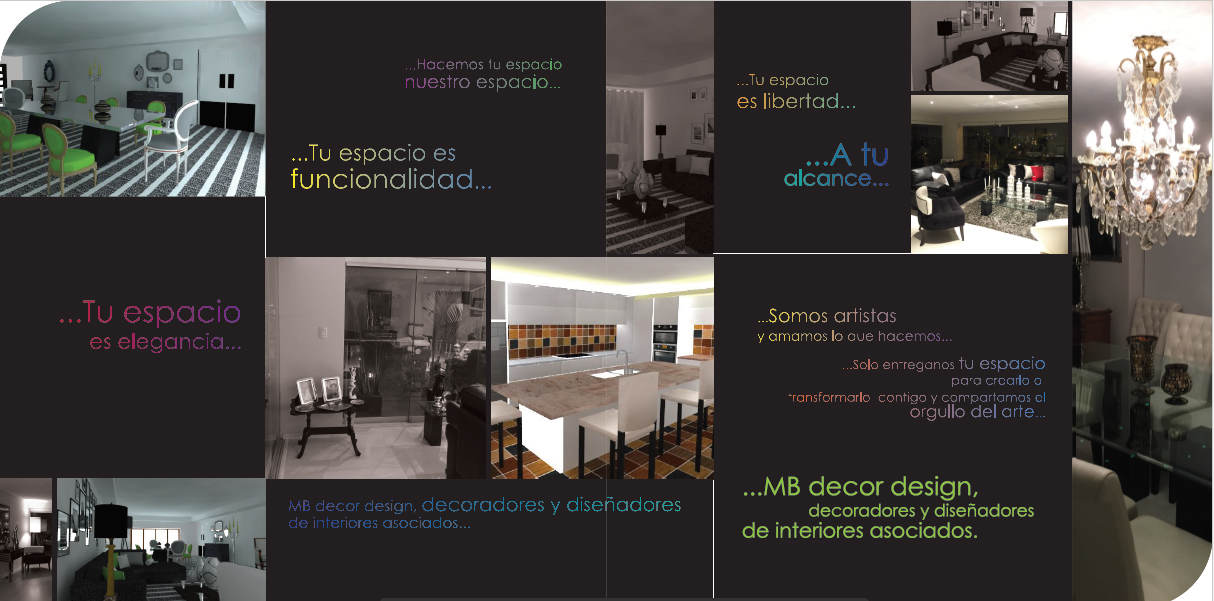 ...Hacemos tu espacio
nuestro espacio...
...Tu espacio es
funcionalidad...
...Tu espacio
es libertad...
...A tu
alcance...
...Tu espacio
es elegancia...
...Somos artistas
y amamos lo que hacemos...
...Solo entreganos tu espacio
para crearlo o
transformarlo contigo y compartamos el
orgullo del arte...
MB decor design, decoradores y diseñadores
de interiores asociados...
...MB decor design,
decoradores y diseñadores
de interiores asociados.